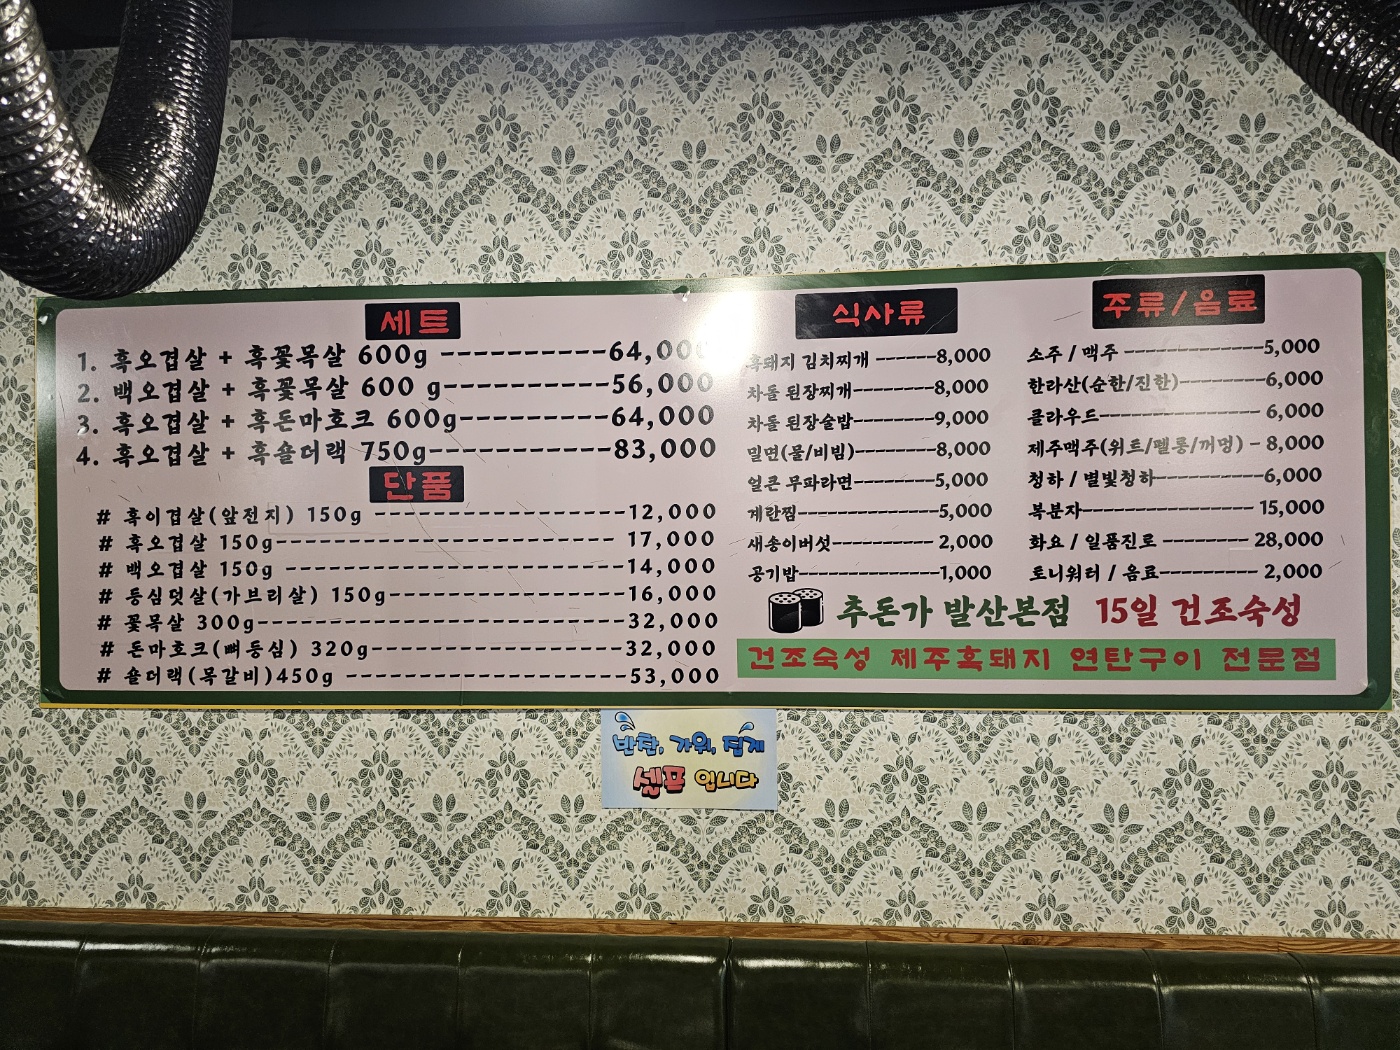 세트
1. 흑오겹살 + 흑꽃목살 600g ----------64,000
2. 백오겹살 + 흑꽃목살 600 g----------56,000
3. 흑오겹살 + 흑돈마호크 600g---------64,000
4. 흑오겹살 + 흑숄더랙 750g-----------83,000
단품
# 흑이겹살(앞전지) 150g ---------------12,000
# 흑오겹살 150g--------------------- 17,000
# 백오겹살 150g ---------------------14,000
# 등심덧살(가브리살) 150g--------------16,000
# 꽃목살 300g-----------------------32,000
# 돈마호크(뼈등심) 320g---------------32,000
# 숄더랙(목갈비)450g -----------------53,000
식사류
흑돼지 김치찌개 ------8,000
차돌 된장찌개--------8,000
차돌 된장술밥--------9,000
밀면(물/비빔)--------8,000
얼큰 무파라면--------5,000
계란찜--------------5,000
새송이버섯---------- 2,000
공기밥--------------1,000
주류/음료
소주 / 맥주 -------------5,000
한라산(순한/진한)--------6,000
클라우드--------------- 6,000
제주맥주(위트/펠롱/꺼멍) - 8,000
청하 / 별빛청하----------6,000
복분자---------------- 15,000
화요 / 일품진로 -------- 28,000
토니워터 / 음료--------- 2,000
추돈가 발산본점 15일 건조숙성
건조숙성 제주흑돼지 연탄구이 전문점
반찬, 가위, 집게
셀프 입니다